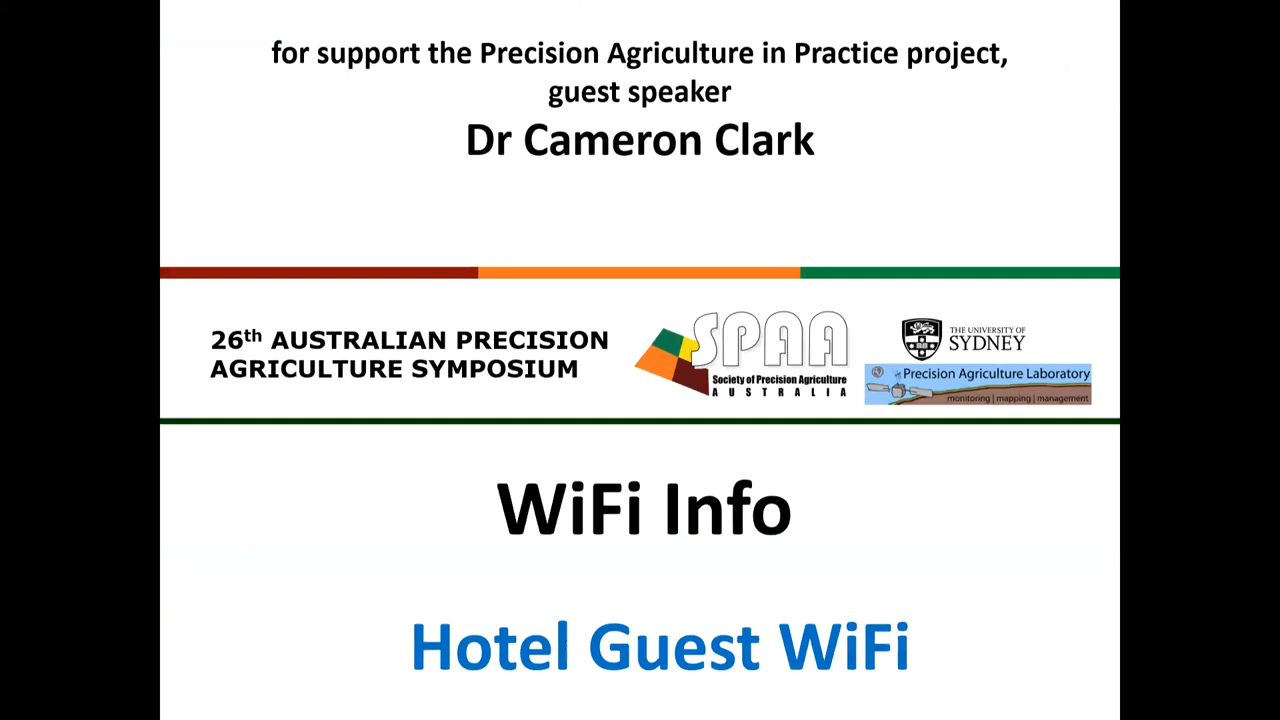 for support the Precision Agriculture in Practice project,
guest speaker
Dr Cameron Clark
26th AUSTRALIAN PRECISION
AGRICULTURE SYMPOSIUM
SPAA
Society of Precision Agriculture
AUSTRALIA
THE UNIVERSITY OF
SYDNEY
Precision Agriculture Laboratory
monitoring | mapping | management
WiFi Info
Hotel Guest WiFi